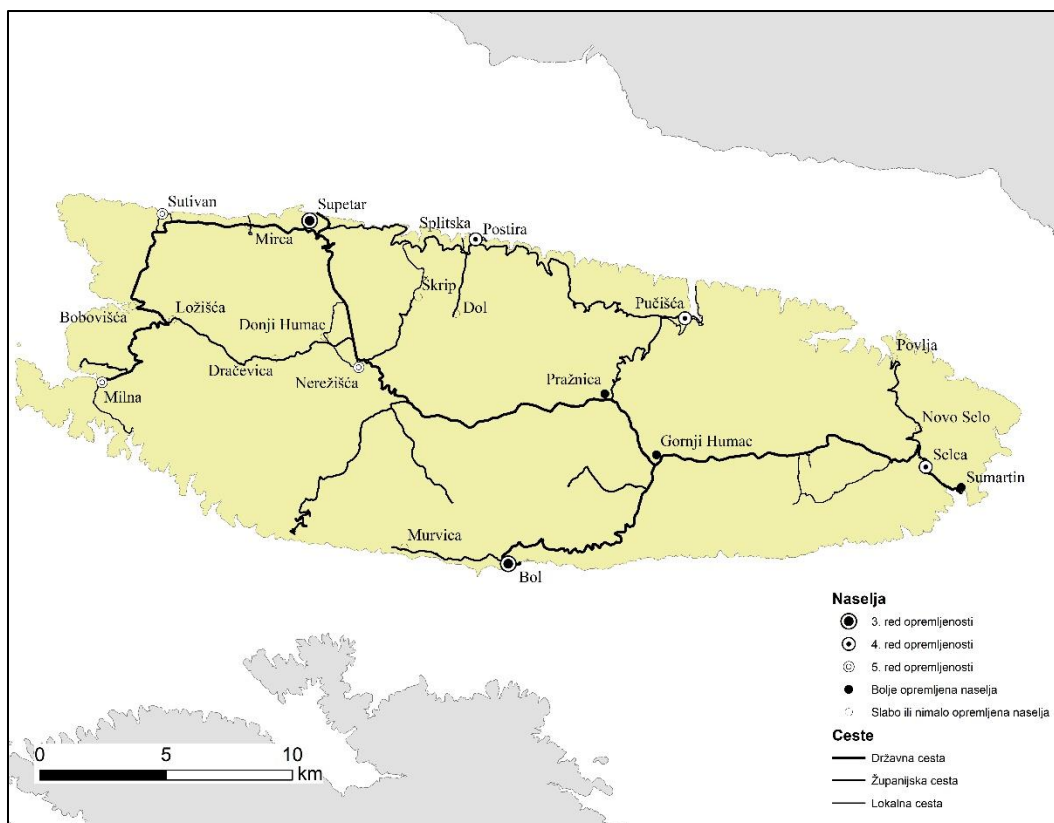 Sutivan
Supetar
Mirca
Splitska
Postira
Škrip
Dol
Pučišća
Bobovišća
Ložišća
Donji Humac
Dračevica
Nerežišća
Milna
Pražnica
Povlja
Novo Selo
Gornji Humac
Selca
Sumartin
Murvica
Bol
Naselja
3. red opremljenosti
4. red opremljenosti
5. red opremljenosti
Bolje opremljena naselja
Slabo ili nimalo opremljena naselja
Ceste
Državna cesta
Županijska cesta
Lokalna cesta
0 5 10
km